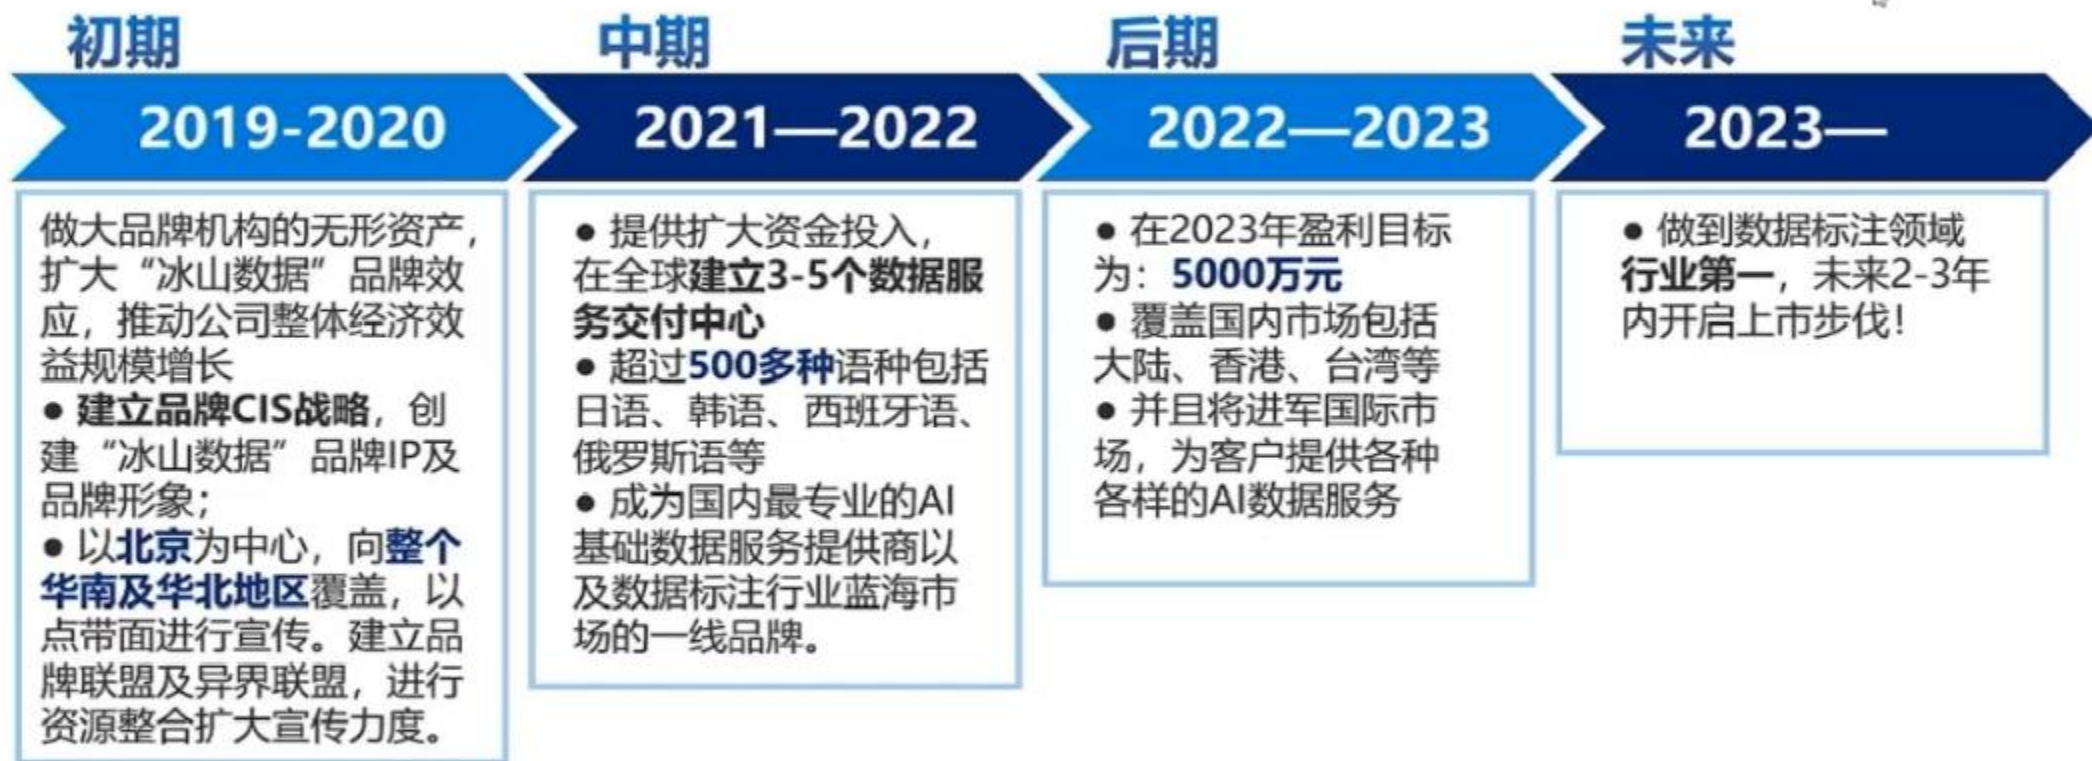 初期
2019-2020
做大品牌机构的无形资产，
扩大“冰山数据”品牌效
应，推动公司整体经济效
益规模增长
● 建立品牌CIS战略，创
建“冰山数据”品牌IP及
品牌形象；
● 以北京为中心，向整个
华南及华北地区覆盖，以
点带面进行宣传。建立品
牌联盟及异界联盟，进行
资源整合扩大宣传力度。
中期
2021—2022
● 提供扩大资金投入，
在全球建立3-5个数据服
务交付中心
● 超过500多种语种包括
日语、韩语、西班牙语、
俄罗斯语等
● 成为国内最专业的AI
基础数据服务提供商以
及数据标注行业蓝海市
场的一线品牌。
后期
2022—2023
● 在2023年盈利目标
为：5000万元
● 覆盖国内市场包括
大陆、香港、台湾等
● 并且将进军国际市
场，为客户提供各种
各样的AI数据服务
未来
2023—
● 做到数据标注领域
行业第一，未来2-3年
内开启上市步伐！